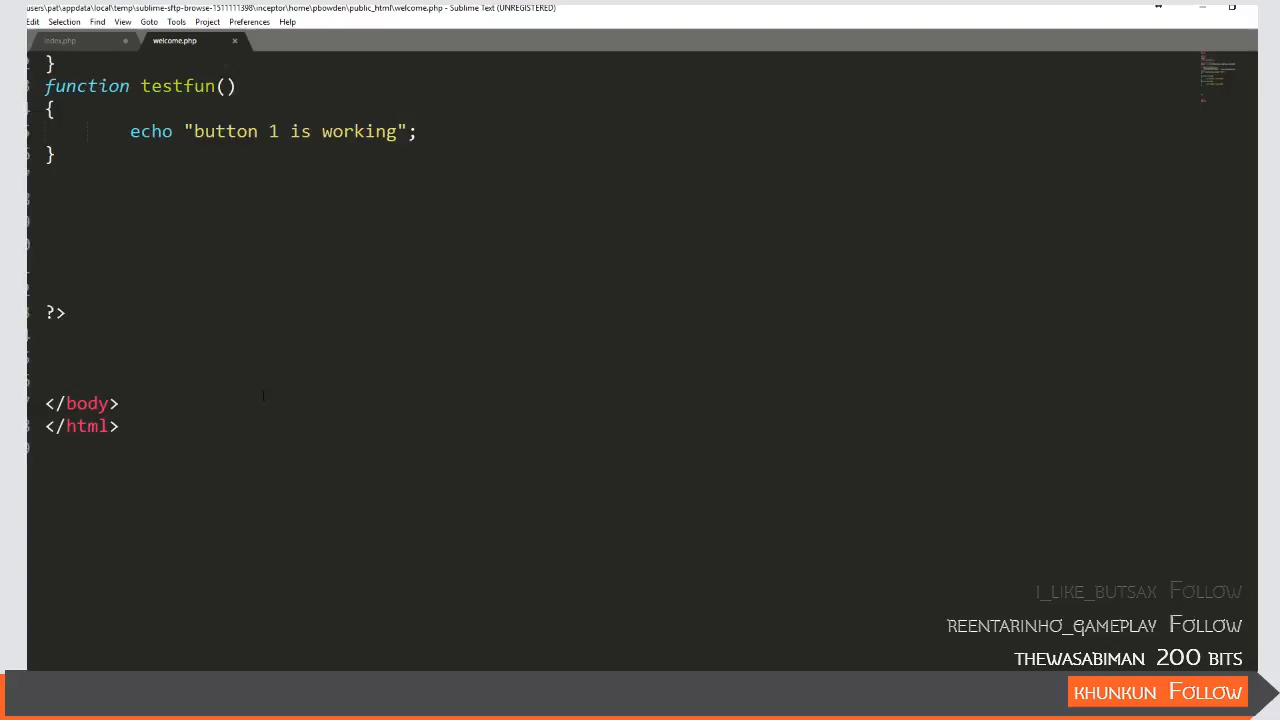 users\pat\appdata\local\temp\sublime-sftp-browse-1511111398\inceptor\home\pbowden\public_html\welcome.php - Sublime Text (UNREGISTERED)
Edit Selection Find View Goto Tools Project Preferences Help
index.php welcome.php
}
function testfun()
{
echo "button 1 is working";
}
?>
</body>
</html>
I_LIKE_BUTSAX FOLLOW
REENTARINHO_GAMEPLAY FOLLOW
THEWASABIMAN 200 BITS
KHUNKUN FOLLOW